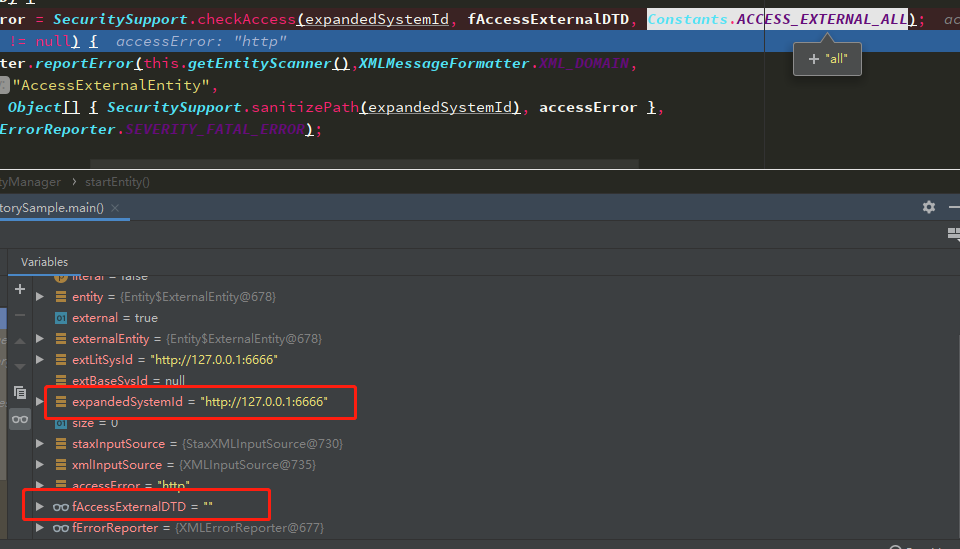 ror = SecuritySupport.checkAccess(expandedSystemId, fAccessExternalDTD, Constants.ACCESS_EXTERNAL_ALL);
!= null) { accessError: "http"
+ "all"
ter.reportError(this.getEntityScanner(),XMLMessageFormatter.XML_DOMAIN,
"AccessExternalEntity",
Object[] { SecuritySupport.sanitizePath(expandedSystemId), accessError },
ErrorReporter.SEVERITY_FATAL_ERROR);
tyManager › startEntity()
torySample.main() ×
Variables
literal = false
entity = {Entity$ExternalEntity@678}
external = true
externalEntity = {Entity$ExternalEntity@678}
extLitSysId = "http://127.0.0.1:6666"
extBaseSysId = null
expandedSystemId = "http://127.0.0.1:6666"
size = 0
staxInputSource = {StaxXMLInputSource@730}
xmlInputSource = {XMLInputSource@735}
accessError = "http"
fAccessExternalDTD = ""
fErrorReporter = {XMLErrorReporter@677}